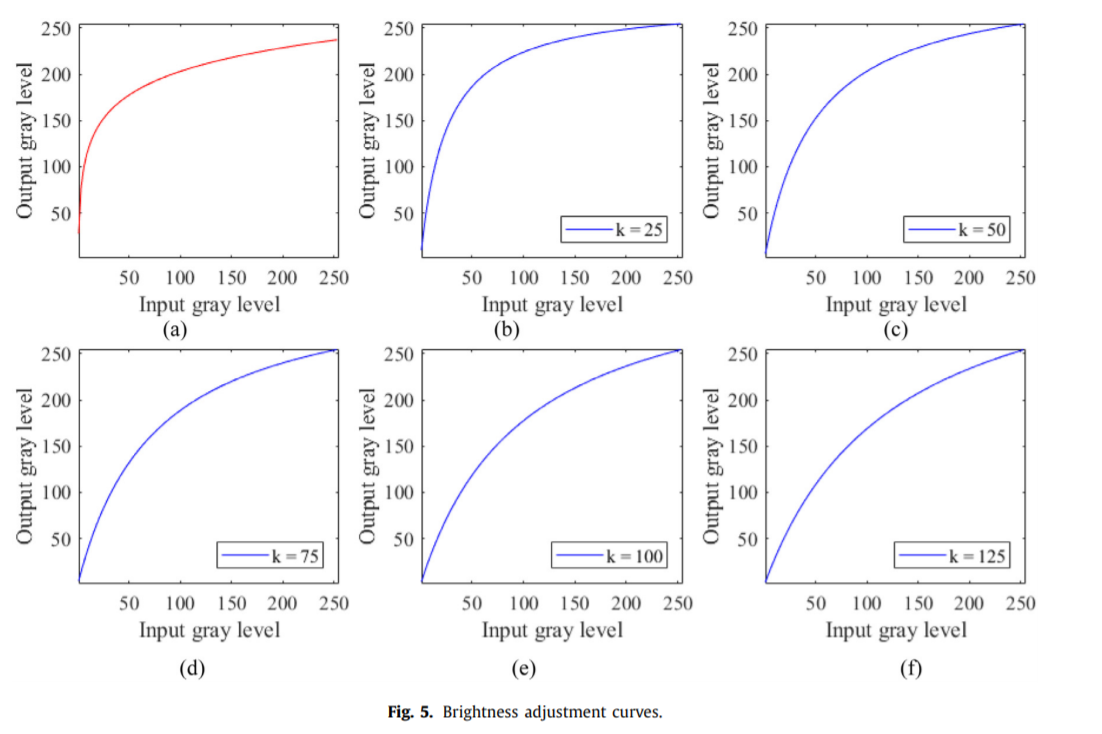 250
200
150
100
50
Output gray level
50 100 150 200 250
Input gray level
(a)
250
200
150
100
50
Output gray level
k = 25
50 100 150 200 250
Input gray level
(b)
250
200
150
100
50
Output gray level
k = 50
50 100 150 200 250
Input gray level
(c)
250
200
150
100
50
Output gray level
k = 75
50 100 150 200 250
Input gray level
(d)
250
200
150
100
50
Output gray level
k = 100
50 100 150 200 250
Input gray level
(e)
250
200
150
100
50
Output gray level
k = 125
50 100 150 200 250
Input gray level
(f)
Fig. 5. Brightness adjustment curves.